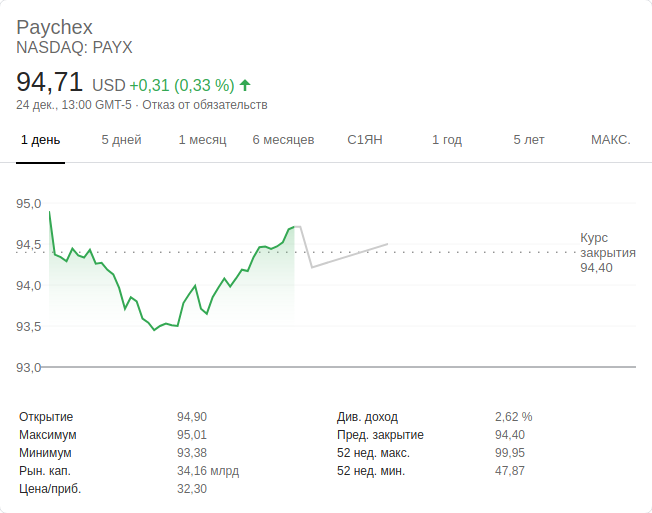 Paychex
NASDAQ: PAYX
94,71 USD +0,31 (0,33 %)
24 дек., 13:00 GMT-5 · Отказ от обязательств
1 день 5 дней 1 месяц 6 месяцев С1ЯН 1 год 5 лет МАКС.
95,0
94,5
94,0
93,5
93,0
Курс
закрытия
94,40
Открытие 94,90
Максимум 95,01
Минимум 93,38
Рын. кап. 34,16 млрд
Цена/приб. 32,30
Див. доход 2,62 %
Пред. закрытие 94,40
52 нед. макс. 99,95
52 нед. мин. 47,87